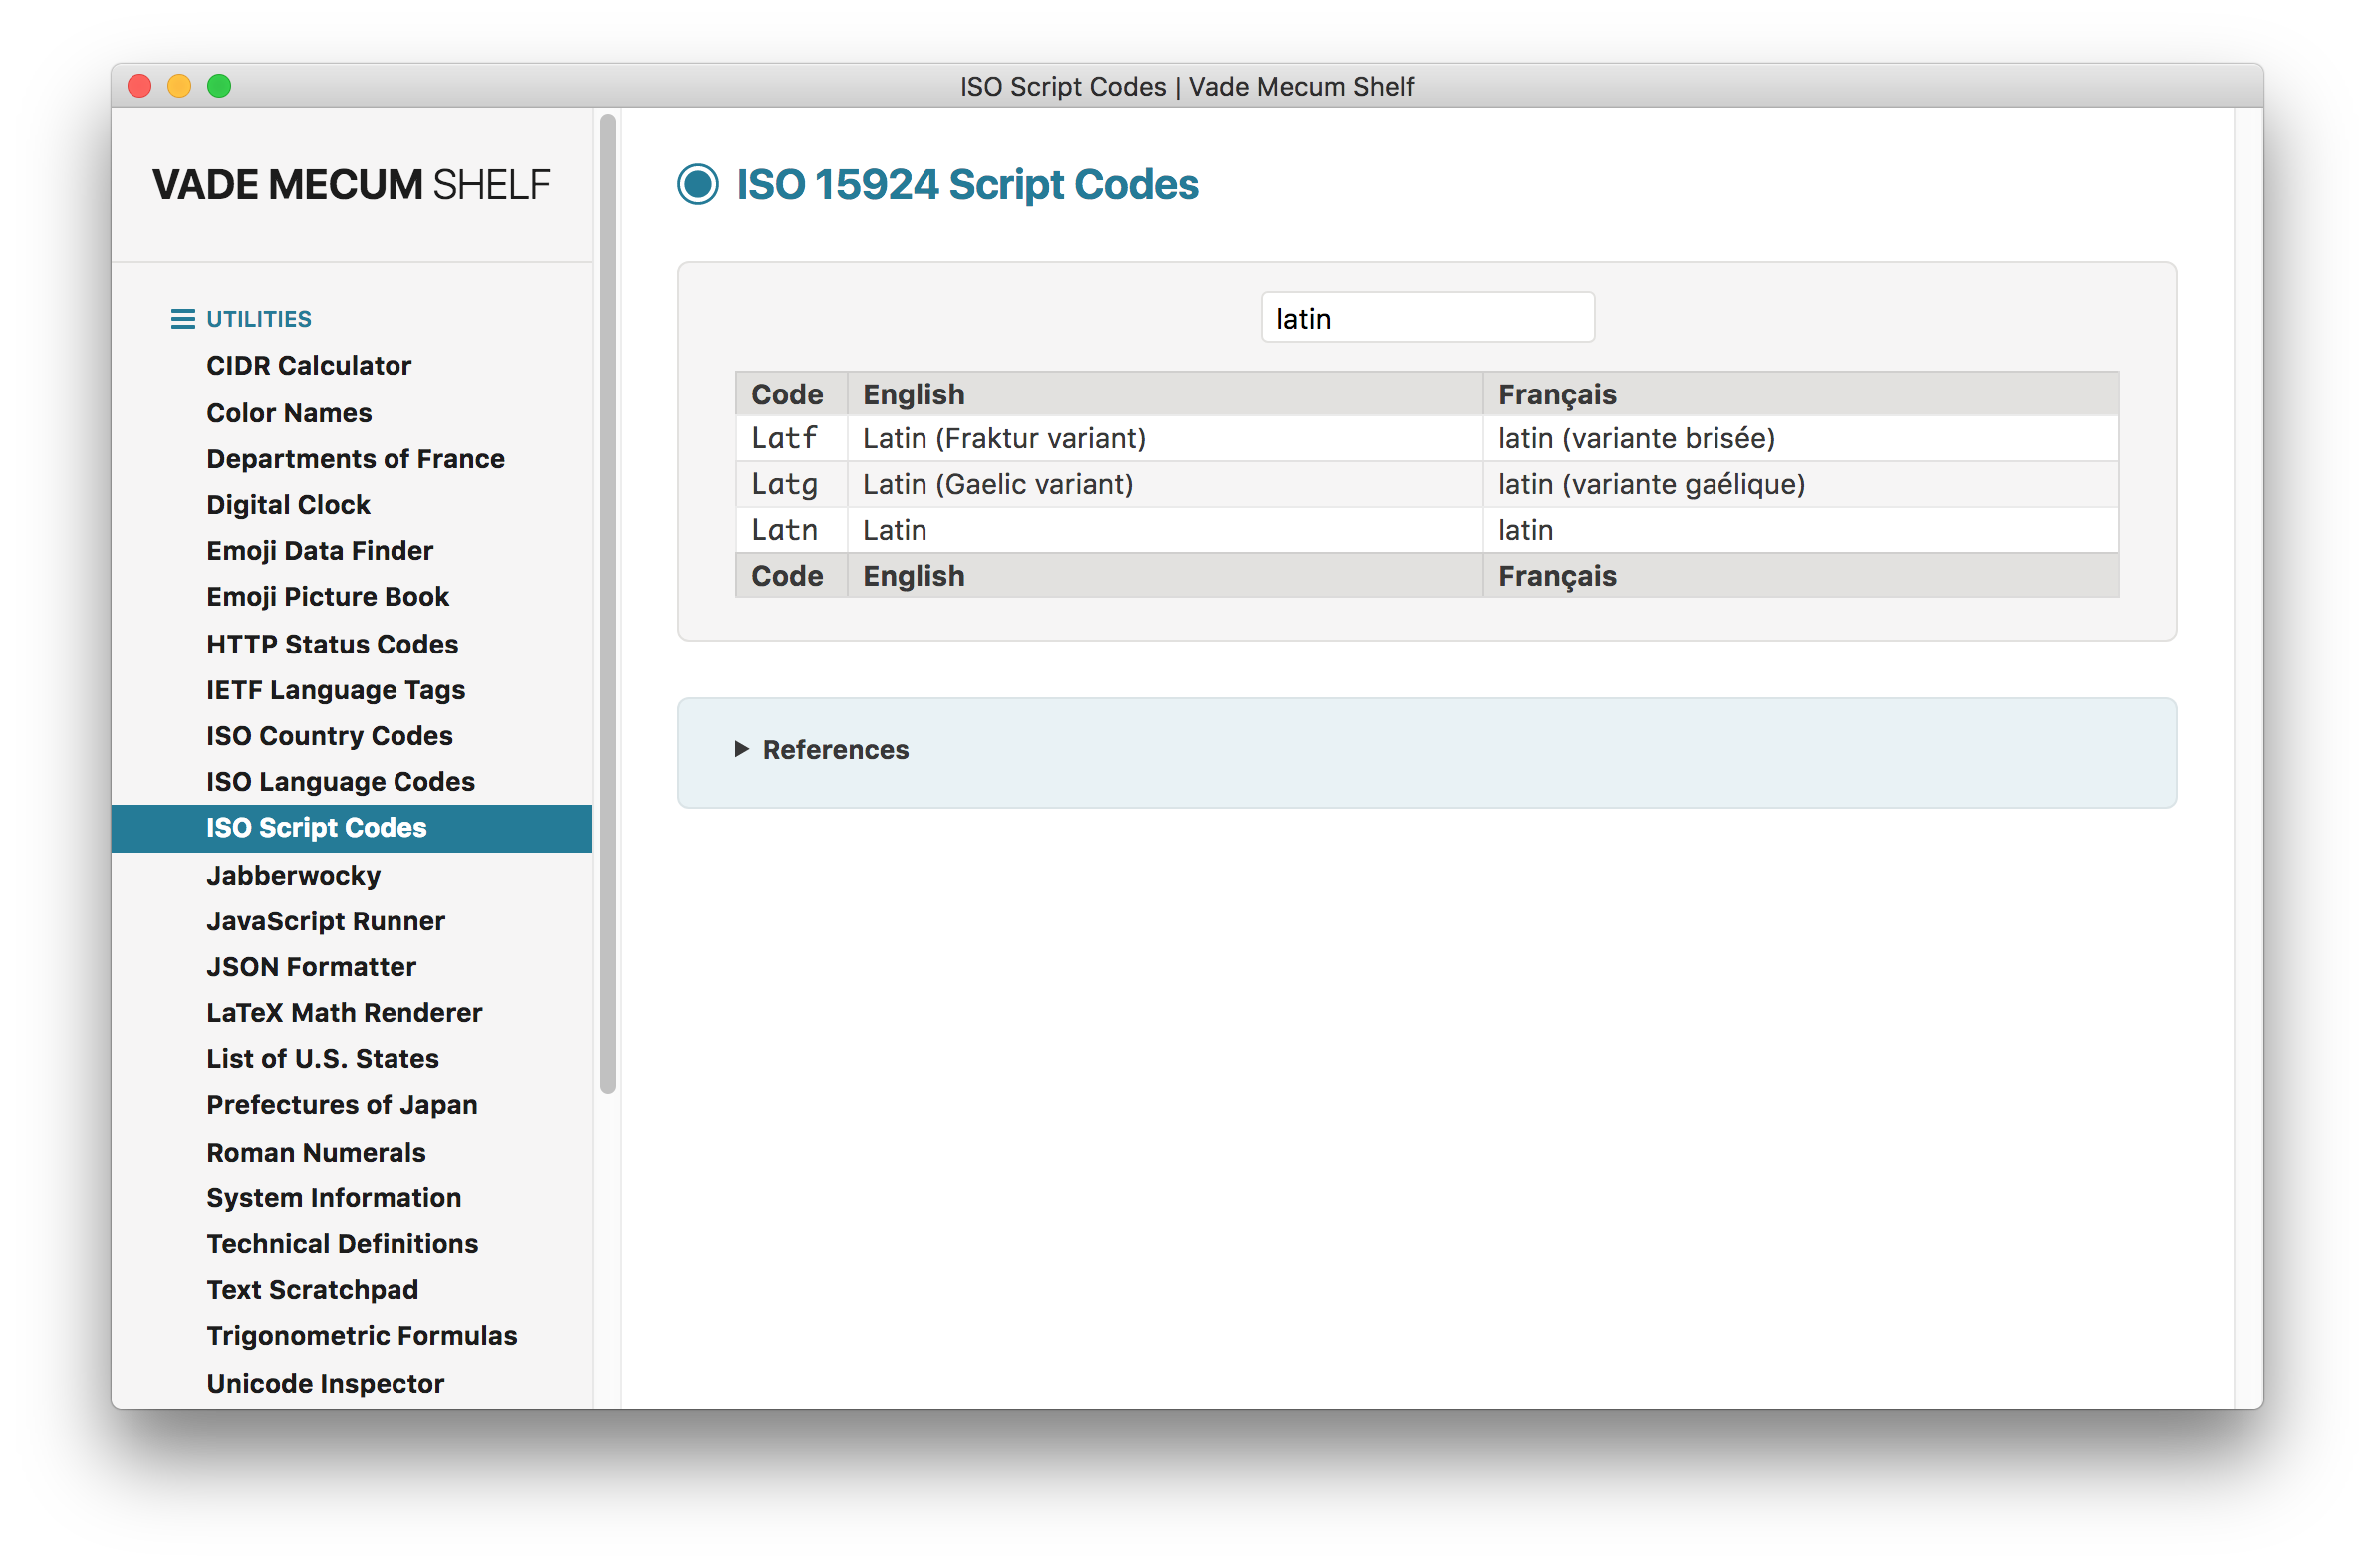 ISO Script Codes | Vade Mecum Shelf
VADE MECUM SHELF
UTILITIES
CIDR Calculator
Color Names
Departments of France
Digital Clock
Emoji Data Finder
Emoji Picture Book
HTTP Status Codes
IETF Language Tags
ISO Country Codes
ISO Language Codes
ISO Script Codes
Jabberwocky
JavaScript Runner
JSON Formatter
LaTeX Math Renderer
List of U.S. States
Prefectures of Japan
Roman Numerals
System Information
Technical Definitions
Text Scratchpad
Trigonometric Formulas
Unicode Inspector
ISO 15924 Script Codes
latin
Code English Français
Latf Latin (Fraktur variant) latin (variante brisée)
Latg Latin (Gaelic variant) latin (variante gaélique)
Latn Latin latin
Code English Français
References